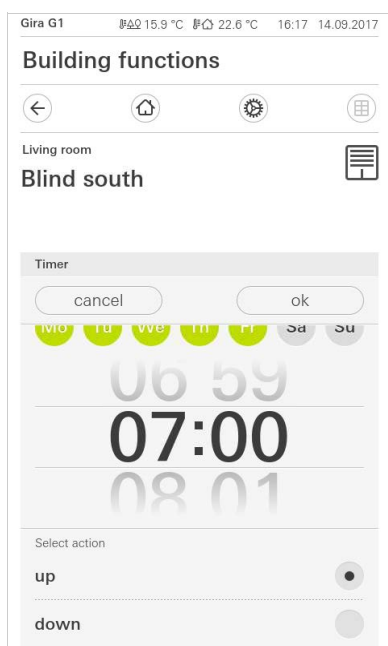 Gira G1 15.9 °C 22.6 °C 16:17 14.09.2017
Building functions
Living room
Blind south
Timer
cancel ok
Mo Tu We Th Fr Sa Su
06 59
07:00
08 01
Select action
up
down